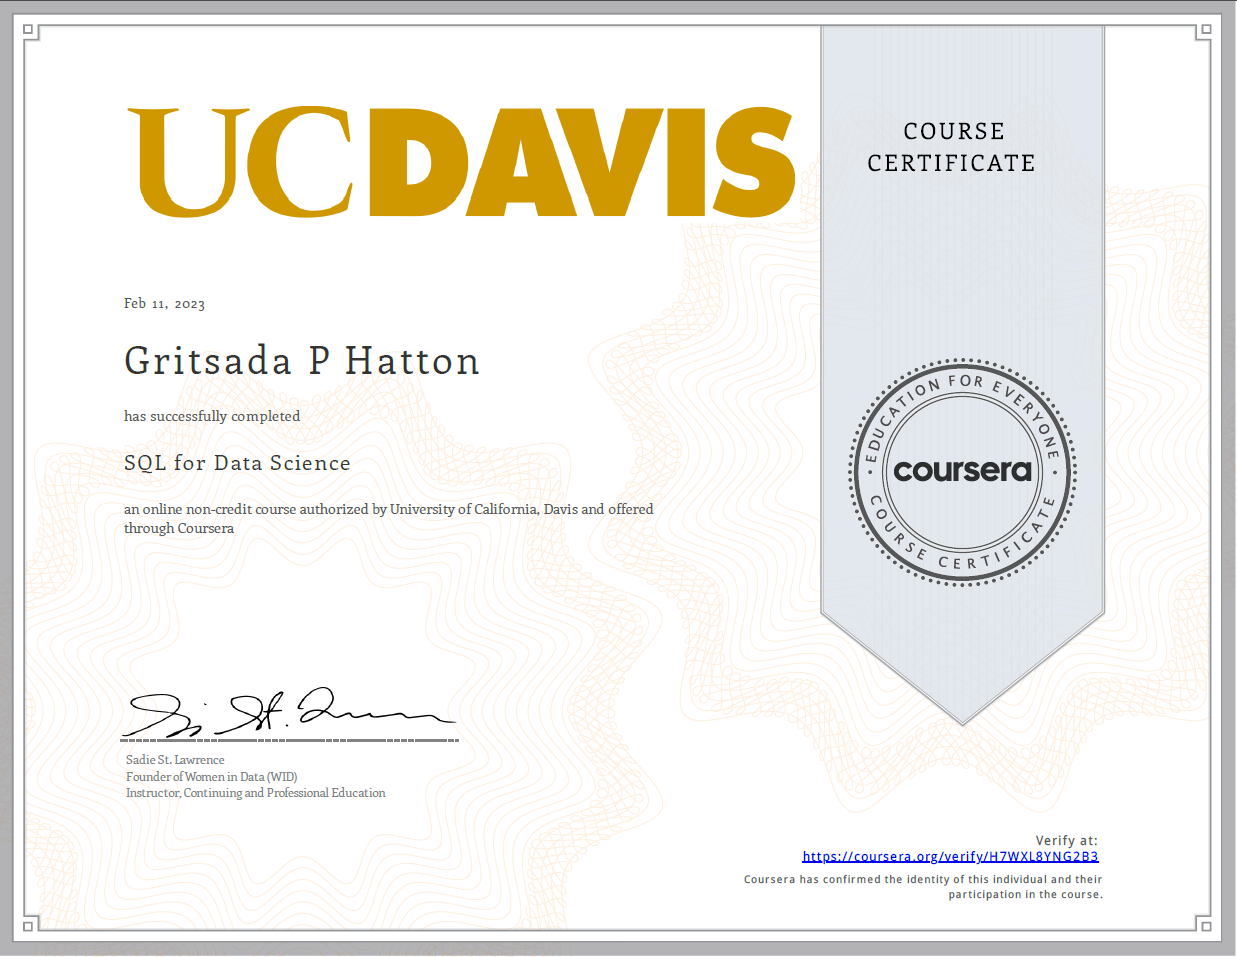 UCDAVIS
COURSE
CERTIFICATE
Feb 11, 2023
Gritsada P Hatton
has successfully completed
SQL for Data Science
an online non-credit course authorized by University of California, Davis and offered
through Coursera
EDUCATION FOR EVERYONE
coursera
COURSE CERTIFICATE
Sadie St. Lawrence
Founder of Women in Data (WID)
Instructor, Continuing and Professional Education
Verify at:
https://coursera.org/verify/H7WXL8YNG2B3
Coursera has confirmed the identity of this individual and their
participation in the course.